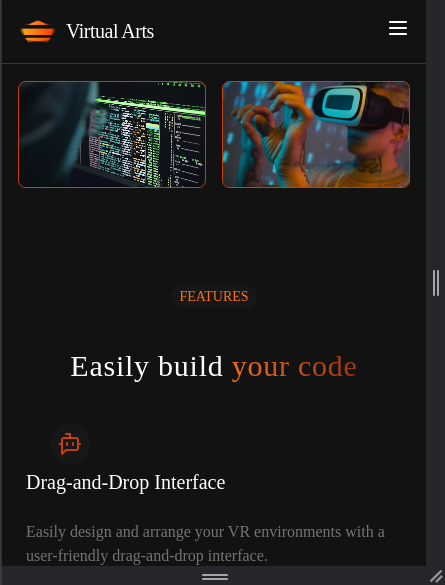 Virtual Arts
FEATURES
Easily build your code
Drag-and-Drop Interface
Easily design and arrange your VR environments with a
user-friendly drag-and-drop interface.